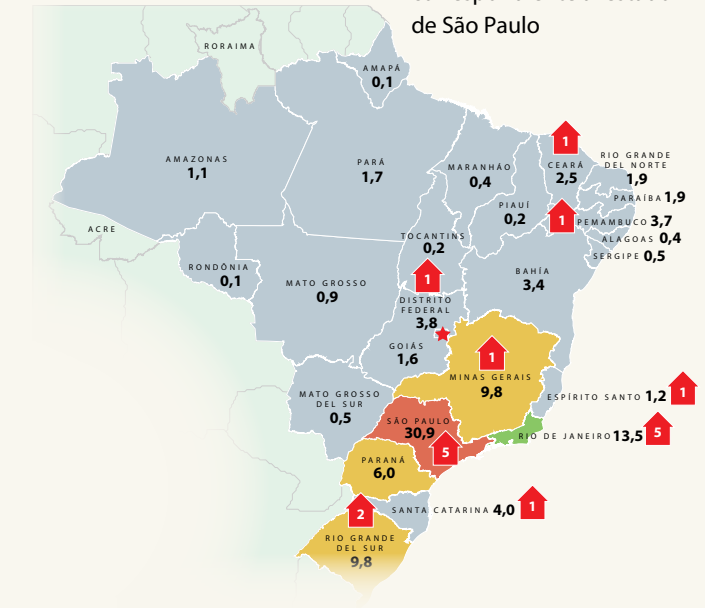 de São Paulo
RORAIMA
AMAPÁ
0,1
AMAZONAS
1,1
PARÁ
1,7
MARANHÁO
0,4
1
CEARÁ
2,5
RIO GRANDE
DEL NORTE
1,9
PIAUÍ
0,2
PARAÍBA 1,9
1
PEMAMBUCO 3,7
ALAGOAS 0,4
SERGIPE 0,5
ACRE
TOCANTINS
0,2
1
RONDÔNIA
0,1
MATO GROSSO
0,9
BAHÍA
3,4
DISTRITO
FEDERAL
3,8
GOIÁS
1,6
1
MINAS GERAIS
9,8
MATO GROSSO
DEL SUR
0,5
ESPÍRITO SANTO 1,2 1
SÃO PAULO
30,9
5
RIO DE JANEIRO 13,5 5
PARANÁ
6,0
2
SANTA CATARINA 4,0 1
RIO GRANDE
DEL SUR
9,8